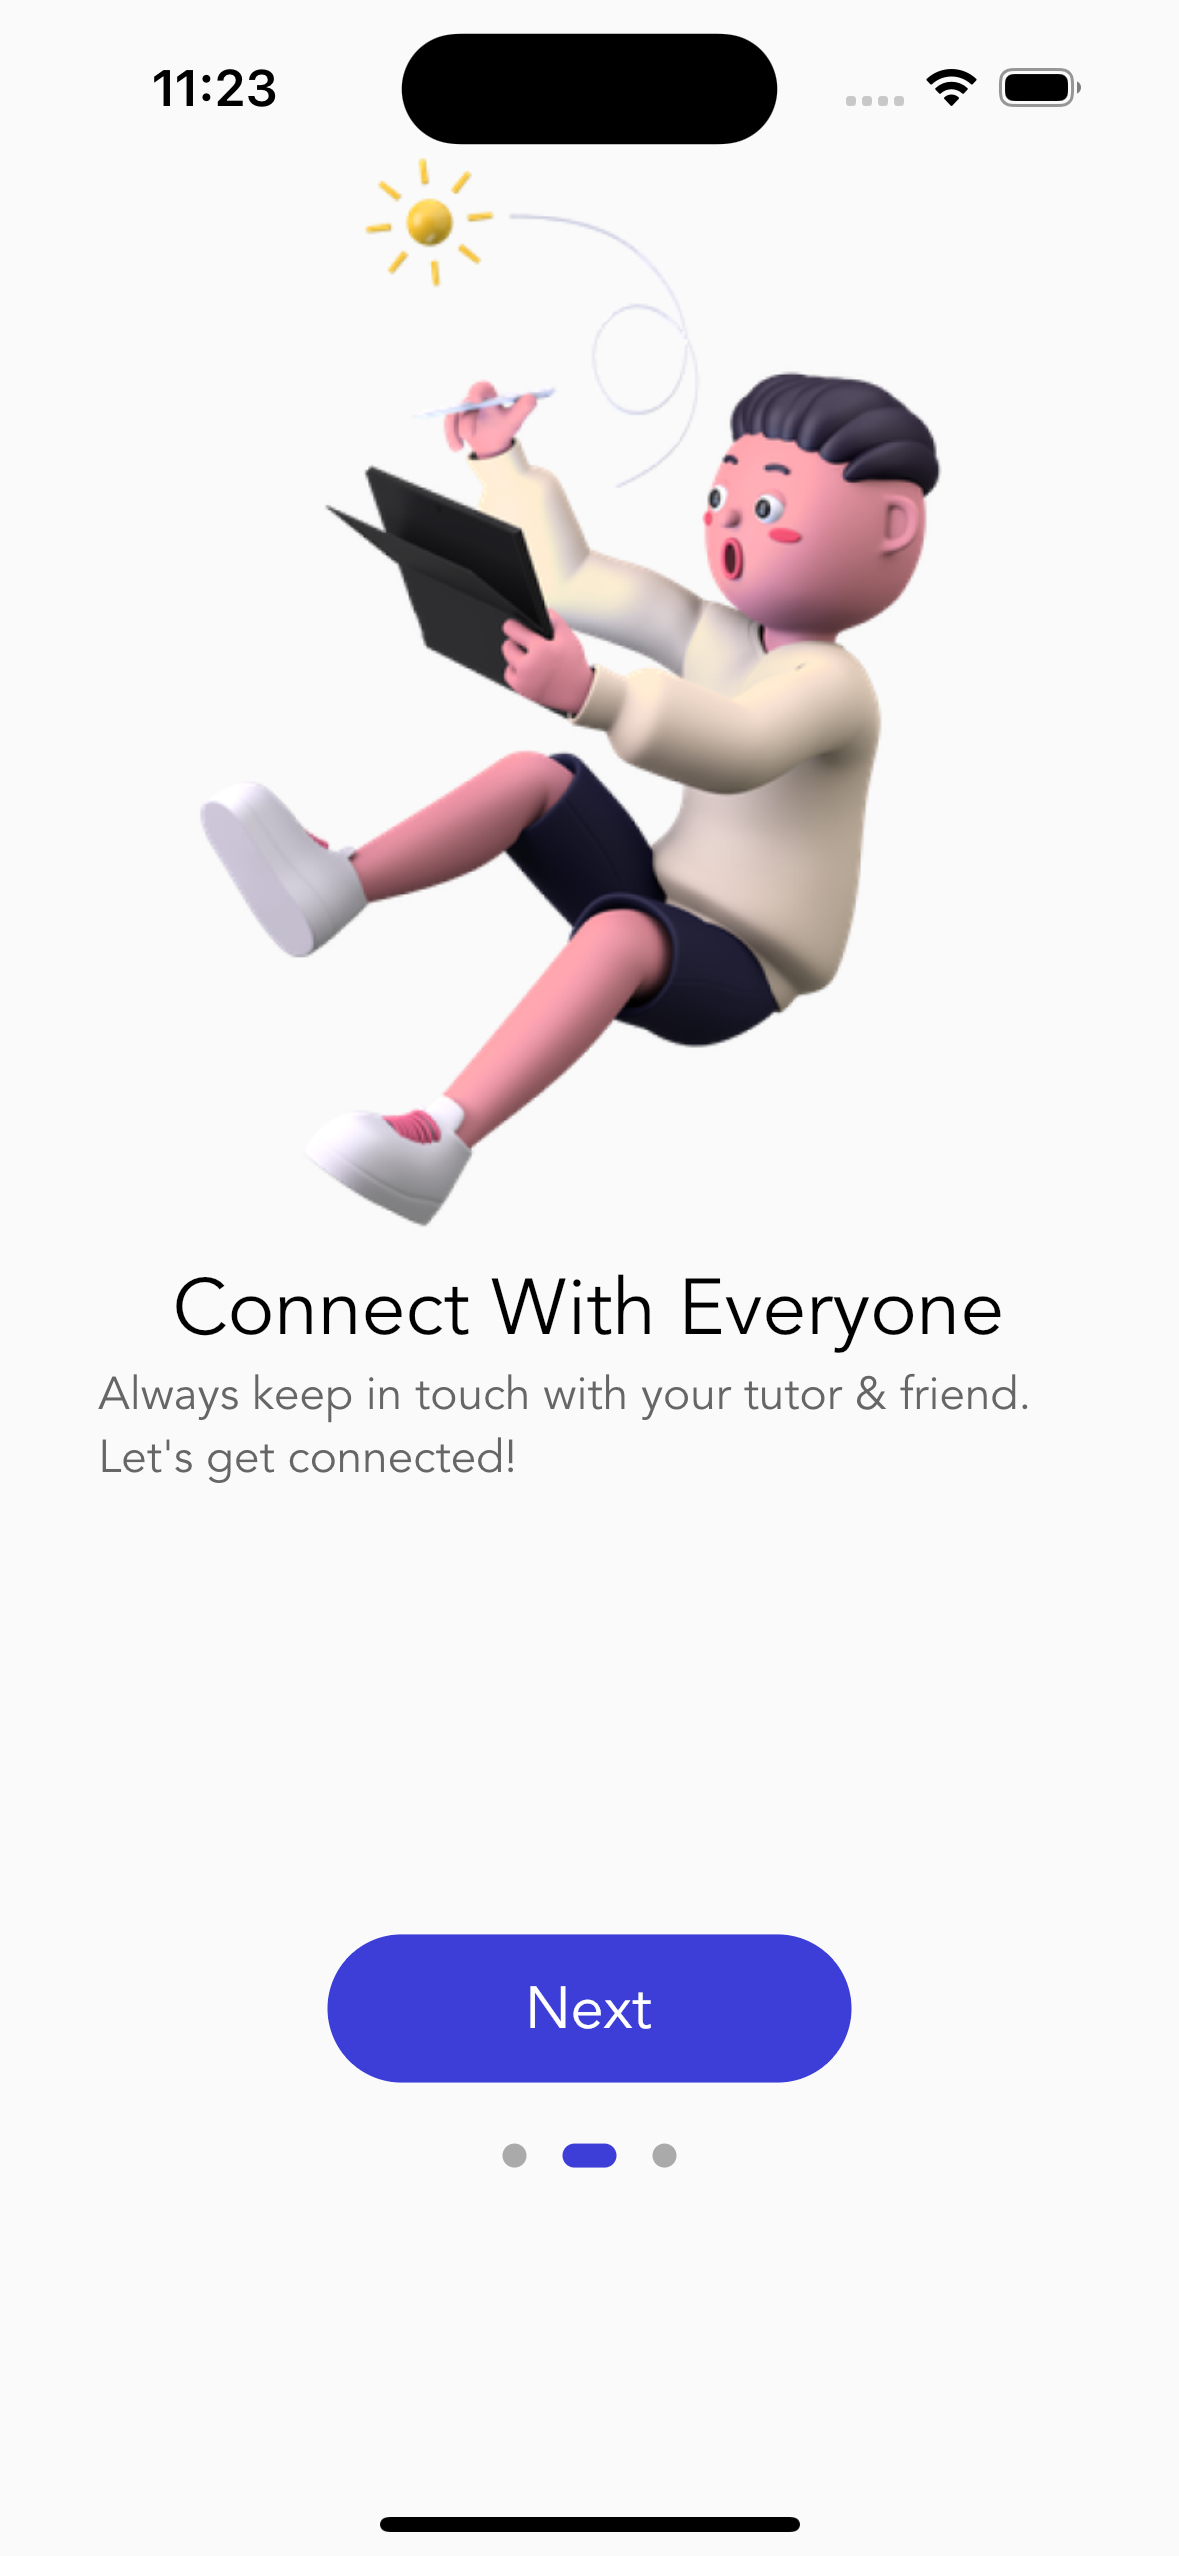 11:23
Connect With Everyone
Always keep in touch with your tutor & friend.
Let's get connected!
Next